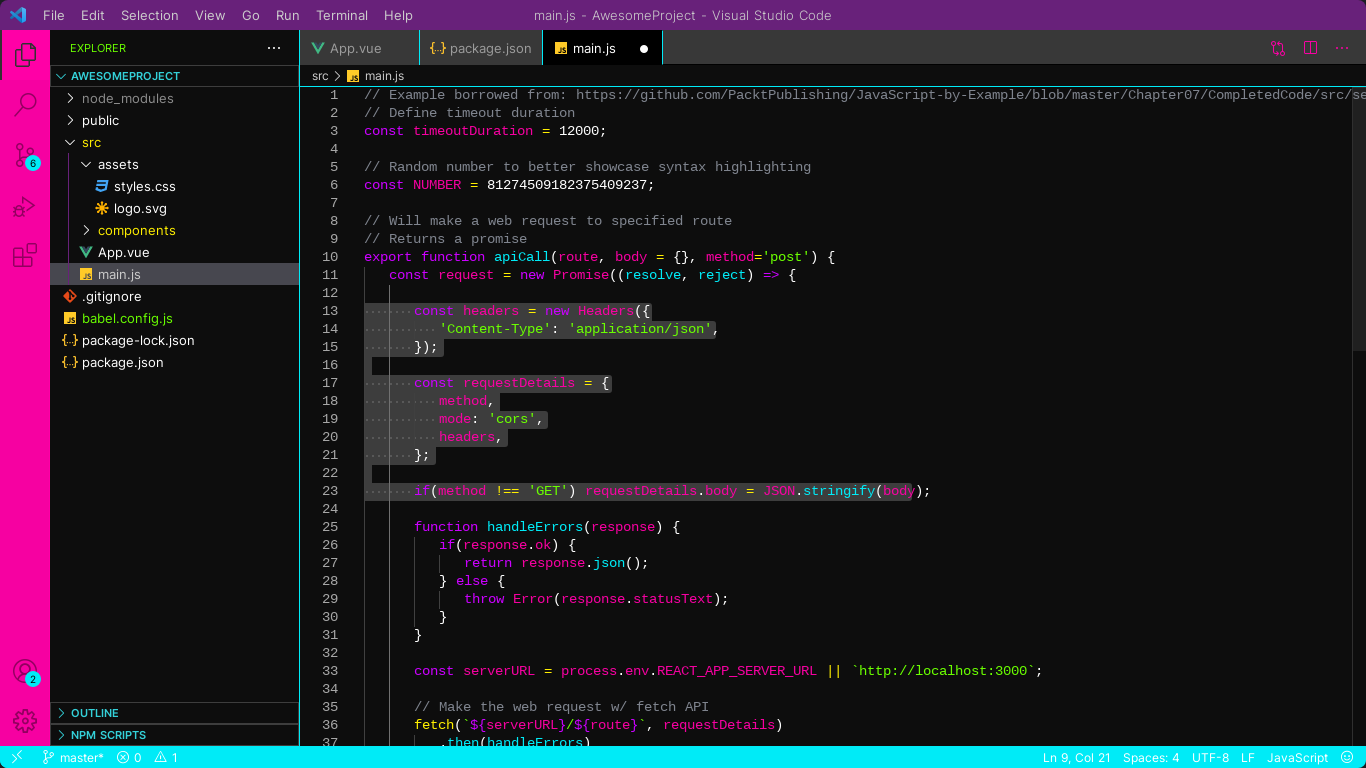 File Edit Selection View Go Run Terminal Help
main.js - AwesomeProject - Visual Studio Code
EXPLORER
AWESOMEPROJECT
node_modules
public
src
assets
styles.css
logo.svg
components
App.vue
main.js
.gitignore
babel.config.js
package-lock.json
package.json
OUTLINE
NPM SCRIPTS
6
2
App.vue {..} package.json JS main.js
src > JS main.js
1 // Example borrowed from: https://github.com/PacktPublishing/JavaScript-by-Example/blob/master/Chapter07/CompletedCode/src/se
2 // Define timeout duration
3 const timeoutDuration = 12000;
4
5 // Random number to better showcase syntax highlighting
6 const NUMBER = 81274509182375409237;
7
8 // Will make a web request to specified route
9 // Returns a promise
10 export function apiCall(route, body = {}, method='post') {
11 const request = new Promise((resolve, reject) => {
12
13 const headers = new Headers({
14 'Content-Type': 'application/json',
15 });
16
17 const requestDetails = {
18 method,
19 mode: 'cors',
20 headers,
21 };
22
23 if(method !== 'GET') requestDetails.body = JSON.stringify(body);
24
25 function handleErrors(response) {
26 if(response.ok) {
27 return response.json();
28 } else {
29 throw Error(response.statusText);
30 }
31 }
32
33 const serverURL = process.env.REACT_APP_SERVER_URL || `http://localhost:3000`;
34
35 // Make the web request w/ fetch API
36 fetch(`${serverURL}/${route}`, requestDetails)
37 .then(handleErrors)
master* 0 1 Ln 9, Col 21 Spaces: 4 UTF-8 LF JavaScript